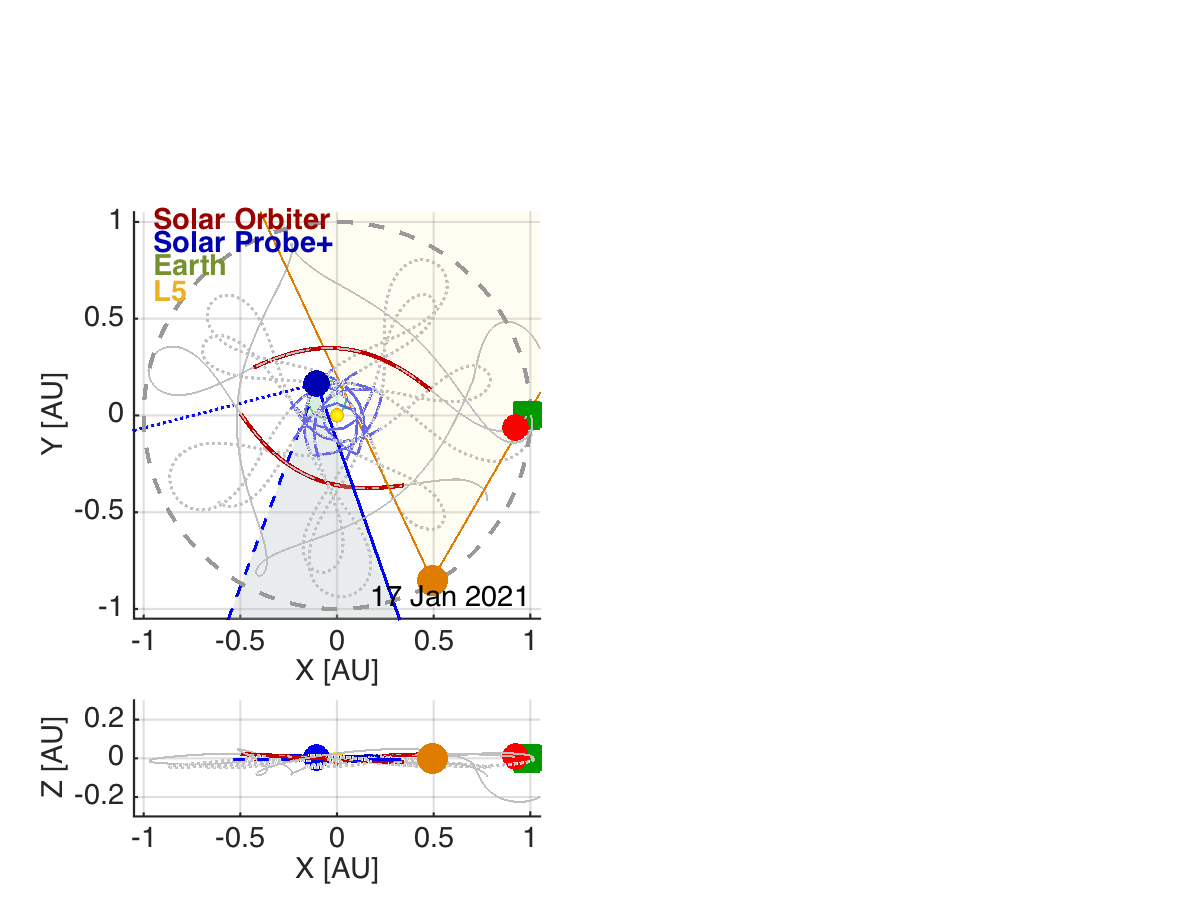 Solar Orbiter
Solar Probe+
Earth
L5
1
0.5
0
-0.5
-1
Y [AU]
17 Jan 2021
-1 -0.5 0 0.5 1
X [AU]
0.2
0
-0.2
Z [AU]
-1 -0.5 0 0.5 1
X [AU]